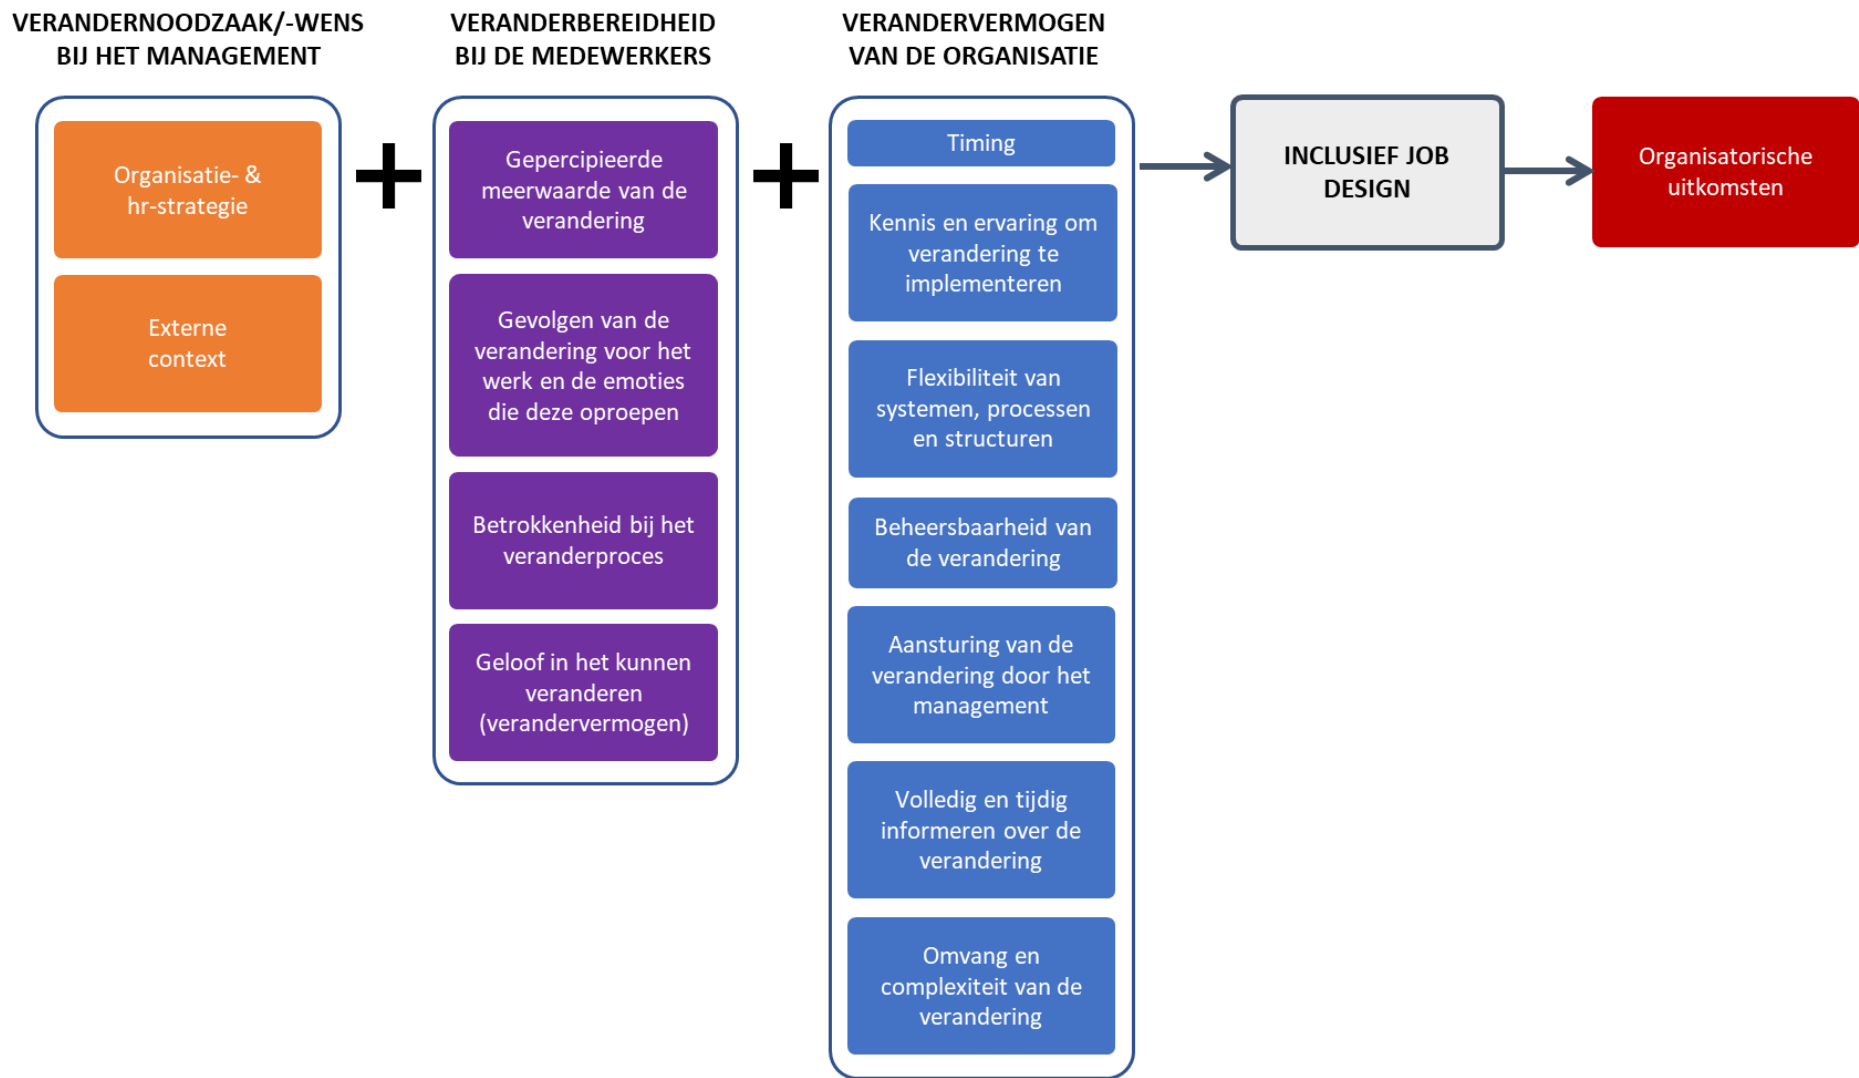 VERANDERNOODZAAK/-WENS
BIJ HET MANAGEMENT
Organisatie- &
hr-strategie
Externe
context
VERANDERBEREIDHEID
BIJ DE MEDEWERKERS
Gepercipieerde
meerwaarde van de
verandering
Gevolgen van de
verandering voor het
werk en de emoties
die deze oproepen
Betrokkenheid bij het
veranderproces
Geloof in het kunnen
veranderen
(verandervermogen)
VERANDERVERMOGEN
VAN DE ORGANISATIE
Timing
Kennis en ervaring om
verandering te
implementeren
Flexibiliteit van
systemen, processen
en structuren
Beheersbaarheid van
de verandering
Aansturing van de
verandering door het
management
Volledig en tijdig
informeren over de
verandering
Omvang en
complexiteit van de
verandering
INCLUSIEF JOB
DESIGN
Organisatorische
uitkomsten